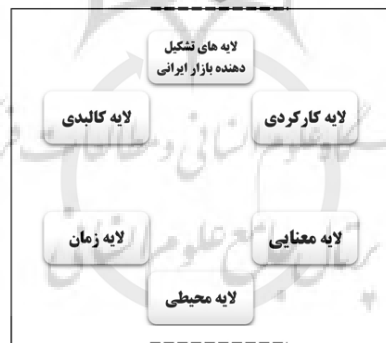 لایه های تشکیل
دهنده بازار ایرانی
لایه کارکردی
لایه کالبدی
لایه معنایی
لایه زمان
لایه محیطی